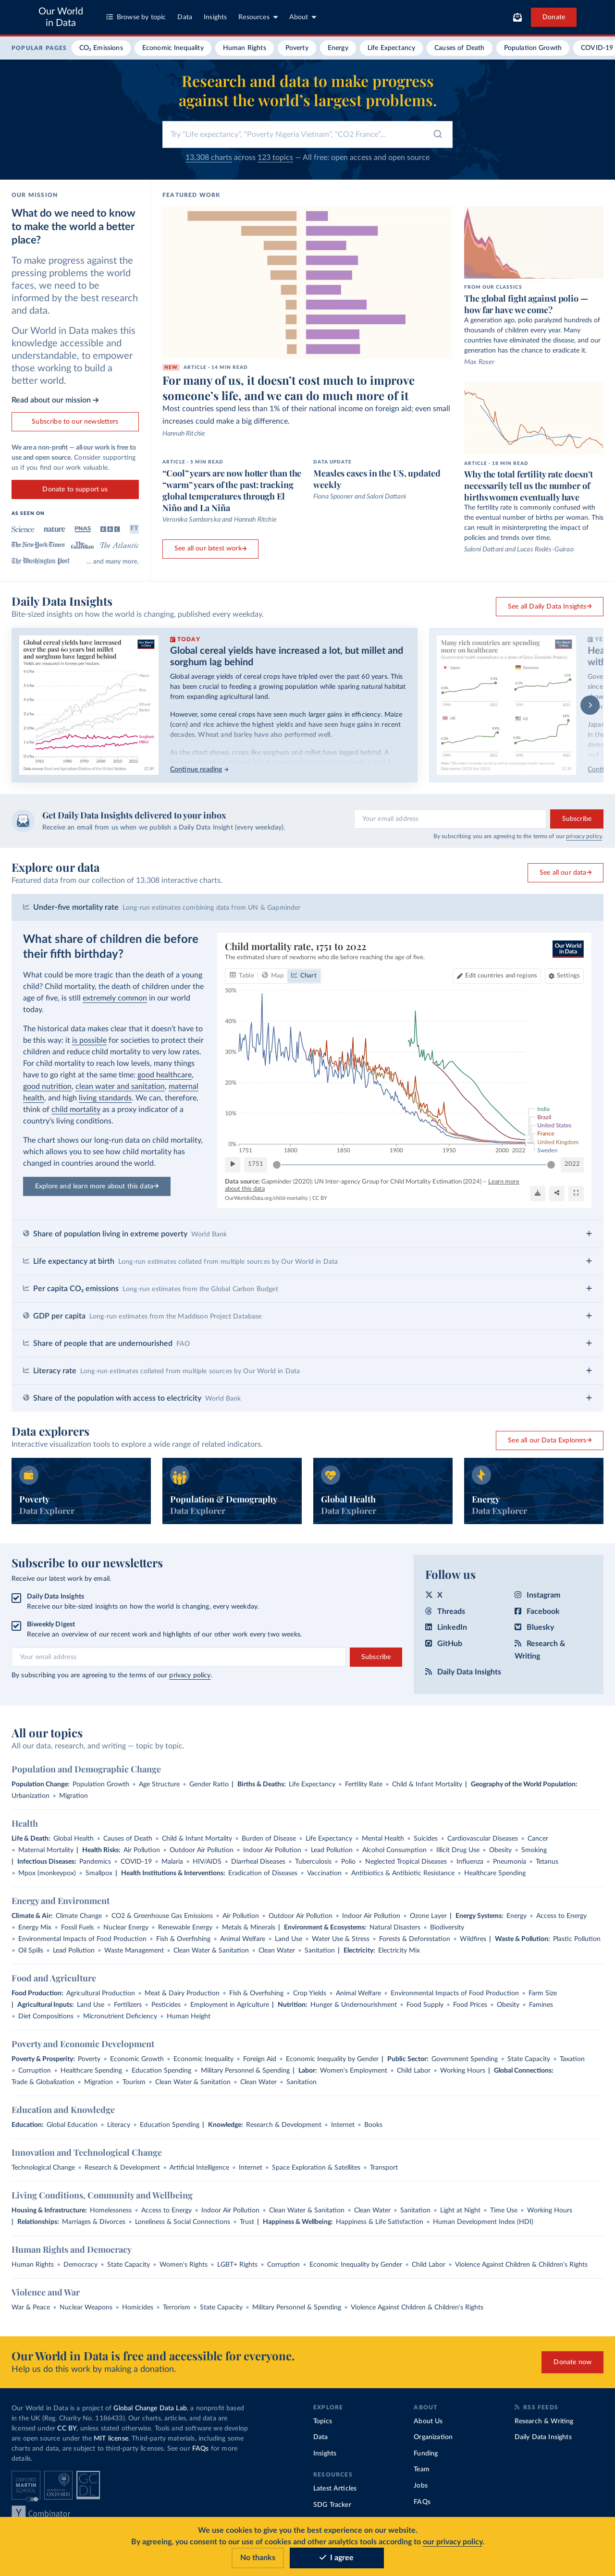 Our World
in Data
Browse by topic
Data
Insights
Resources
About
Donate
POPULAR PAGES
CO₂ Emissions
Economic Inequality
Human Rights
Poverty
Energy
Life Expectancy
Causes of Death
Population Growth
COVID-19
Research and data to make progress
against the world's largest problems.
Try "Life expectancy", "Poverty Nigeria Vietnam", "CO2 France"...
13,308 charts across 123 topics — All free: open access and open source
OUR MISSION
What do we need to know
to make the world a better
place?
To make progress against the
pressing problems the world
faces, we need to be
informed by the best research
and data.
Our World in Data makes this
knowledge accessible and
understandable, to empower
those working to build a
better world.
Read about our mission
Subscribe to our newsletters
We are a non-profit — all our work is free to
use and open source. Consider supporting
us if you find our work valuable.
Donate to support us
AS SEEN ON
Science nature PNAS BBC FT
The New York Times The Guardian The Atlantic
The Washington Post ... and many more.
FEATURED WORK
NEW ARTICLE • 14 MIN READ
For many of us, it doesn't cost much to improve
someone's life, and we can do much more of it
Most countries spend less than 1% of their national income on foreign aid; even small
increases could make a big difference.
Hannah Ritchie
ARTICLE • 5 MIN READ
"Cool" years are now hotter than the
"warm" years of the past: tracking
global temperatures through El
Niño and La Niña
Veronika Samborska and Hannah Ritchie
DATA UPDATE
Measles cases in the US, updated
weekly
Fiona Spooner and Saloni Dattani
See all our latest work
FROM OUR CLASSICS
The global fight against polio —
how far have we come?
A generation ago, polio paralyzed hundreds of
thousands of children every year. Many
countries have eliminated the disease, and our
generation has the chance to eradicate it.
Max Roser
ARTICLE • 18 MIN READ
Why the total fertility rate doesn't
necessarily tell us the number of
births women eventually have
The fertility rate is commonly confused with
the eventual number of births per woman. This
can result in misinterpreting the impact of
policies and trends over time.
Saloni Dattani and Lucas Rodés-Guirao
Daily Data Insights
Bite-sized insights on how the world is changing, published every weekday.
See all Daily Data Insights
Global cereal yields have increased
over the past 60 years but millet
and sorghum have lagged behind
Our World
in Data
Yields are measured in tonnes per hectare.
TODAY
Global cereal yields have increased a lot, but millet and
sorghum lag behind
Global average yields of cereal crops have tripled over the past 60 years. This
has been crucial for feeding a growing population while sparing natural habitat
from expanding agricultural land.
However, some cereal crops have seen much larger gains in efficiency. Maize
(corn) and rice achieve the highest yields and have seen huge gains in recent
decades. Wheat and barley have also performed well.
As the chart shows, crops like sorghum and millet have lagged behind. A
Continue reading
Many rich countries are spending
more on healthcare
Japan
Germany
UK
US
Get Daily Data Insights delivered to your inbox
Receive an email from us when we publish a Daily Data Insight (every weekday).
Your email address
Subscribe
By subscribing you are agreeing to the terms of our privacy policy.
Explore our data
Featured data from our collection of 13,308 interactive charts.
See all our data
Under-five mortality rate Long-run estimates combining data from UN & Gapminder
What share of children die before
their fifth birthday?
What could be more tragic than the death of a young
child? Child mortality, the death of children under the
age of five, is still extremely common in our world
today.
The historical data makes clear that it doesn't have to
be this way: it is possible for societies to protect their
children and reduce child mortality to very low rates.
For child mortality to reach low levels, many things
have to go right at the same time: good healthcare,
good nutrition, clean water and sanitation, maternal
health, and high living standards. We can, therefore,
think of child mortality as a proxy indicator of a
country's living conditions.
The chart shows our long-run data on child mortality,
which allows you to see how child mortality has
changed in countries around the world.
Explore and learn more about this data
Child mortality rate, 1751 to 2022
The estimated share of newborns who die before reaching the age of five.
Our World
in Data
Table
Map
Chart
Edit countries and regions
Settings
50%
40%
30%
20%
10%
0%
1751
1800
1850
1900
1950
2000
2022
India
Brazil
United States
France
United Kingdom
Sweden
1751
2022
Data source: Gapminder (2020); UN Inter-agency Group for Child Mortality Estimation (2024) – Learn more
about this data
OurWorldinData.org/child-mortality | CC BY
Share of population living in extreme poverty World Bank
Life expectancy at birth Long-run estimates collated from multiple sources by Our World in Data
Per capita CO₂ emissions Long-run estimates from the Global Carbon Budget
GDP per capita Long-run estimates from the Maddison Project Database
Share of people that are undernourished FAO
Literacy rate Long-run estimates collated from multiple sources by Our World in Data
Share of the population with access to electricity World Bank
Data explorers
Interactive visualization tools to explore a wide range of related indicators.
See all our Data Explorers
Poverty
Data Explorer
Population & Demography
Data Explorer
Global Health
Data Explorer
Energy
Data Explorer
Subscribe to our newsletters
Receive our latest work by email.
Daily Data Insights
Receive our bite-sized insights on how the world is changing, every weekday.
Biweekly Digest
Receive an overview of our recent work and highlights of our other work every two weeks.
Your email address
Subscribe
By subscribing you are agreeing to the terms of our privacy policy.
Follow us
X
Threads
LinkedIn
GitHub
Daily Data Insights
Instagram
Facebook
Bluesky
Research &
Writing
All our topics
All our data, research, and writing — topic by topic.
Population and Demographic Change
Population Change: Population Growth • Age Structure • Gender Ratio | Births & Deaths: Life Expectancy • Fertility Rate • Child & Infant Mortality | Geography of the World Population:
Urbanization • Migration
Health
Life & Death: Global Health • Causes of Death • Child & Infant Mortality • Burden of Disease • Life Expectancy • Mental Health • Suicides • Cardiovascular Diseases • Cancer
• Maternal Mortality | Health Risks: Air Pollution • Outdoor Air Pollution • Indoor Air Pollution • Lead Pollution • Alcohol Consumption • Illicit Drug Use • Obesity • Smoking
| Infectious Diseases: Pandemics • COVID-19 • Malaria • HIV/AIDS • Diarrheal Diseases • Tuberculosis • Polio • Neglected Tropical Diseases • Influenza • Pneumonia • Tetanus
• Mpox (monkeypox) • Smallpox | Health Institutions & Interventions: Eradication of Diseases • Vaccination • Antibiotics & Antibiotic Resistance • Healthcare Spending
Energy and Environment
Climate & Air: Climate Change • CO2 & Greenhouse Gas Emissions • Air Pollution • Outdoor Air Pollution • Indoor Air Pollution • Ozone Layer | Energy Systems: Energy • Access to Energy
• Energy Mix • Fossil Fuels • Nuclear Energy • Renewable Energy • Metals & Minerals | Environment & Ecosystems: Natural Disasters • Biodiversity
• Environmental Impacts of Food Production • Fish & Overfishing • Animal Welfare • Land Use • Water Use & Stress • Forests & Deforestation • Wildfires | Waste & Pollution: Plastic Pollution
• Oil Spills • Lead Pollution • Waste Management • Clean Water & Sanitation • Clean Water • Sanitation | Electricity: Electricity Mix
Food and Agriculture
Food Production: Agricultural Production • Meat & Dairy Production • Fish & Overfishing • Crop Yields • Animal Welfare • Environmental Impacts of Food Production • Farm Size
| Agricultural Inputs: Land Use • Fertilizers • Pesticides • Employment in Agriculture | Nutrition: Hunger & Undernourishment • Food Supply • Food Prices • Obesity • Famines
• Diet Compositions • Micronutrient Deficiency • Human Height
Poverty and Economic Development
Poverty & Prosperity: Poverty • Economic Growth • Economic Inequality • Foreign Aid • Economic Inequality by Gender | Public Sector: Government Spending • State Capacity • Taxation
• Corruption • Healthcare Spending • Education Spending • Military Personnel & Spending | Labor: Women's Employment • Child Labor • Working Hours | Global Connections:
Trade & Globalization • Migration • Tourism • Clean Water & Sanitation • Clean Water • Sanitation
Education and Knowledge
Education: Global Education • Literacy • Education Spending | Knowledge: Research & Development • Internet • Books
Innovation and Technological Change
Technological Change • Research & Development • Artificial Intelligence • Internet • Space Exploration & Satellites • Transport
Living Conditions, Community and Wellbeing
Housing & Infrastructure: Homelessness • Access to Energy • Indoor Air Pollution • Clean Water & Sanitation • Clean Water • Sanitation • Light at Night • Time Use • Working Hours
| Relationships: Marriages & Divorces • Loneliness & Social Connections • Trust | Happiness & Wellbeing: Happiness & Life Satisfaction • Human Development Index (HDI)
Human Rights and Democracy
Human Rights • Democracy • State Capacity • Women's Rights • LGBT+ Rights • Corruption • Economic Inequality by Gender • Child Labor • Violence Against Children & Children's Rights
Violence and War
War & Peace • Nuclear Weapons • Homicides • Terrorism • State Capacity • Military Personnel & Spending • Violence Against Children & Children's Rights
Our World in Data is free and accessible for everyone.
Help us do this work by making a donation.
Donate now
Our World in Data is a project of Global Change Data Lab, a nonprofit based
in the UK (Reg. Charity No. 1186433). Our charts, articles, and data are
licensed under CC BY, unless stated otherwise. Tools and software we develop
are open source under the MIT license. Third-party materials, including some
charts and data, are subject to third-party licenses. See our FAQs for more
details.
OXFORD
MARTIN
SCHOOL
UNIVERSITY OF
OXFORD
GC
DL
Y Combinator
EXPLORE
Topics
Data
Insights
RESOURCES
Latest Articles
SDG Tracker
ABOUT
About Us
Organization
Funding
Team
Jobs
FAQs
RSS FEEDS
Research & Writing
Daily Data Insights
We use cookies to give you the best experience on our website.
By agreeing, you consent to our use of cookies and other analytics tools according to our privacy policy.
No thanks
I agree